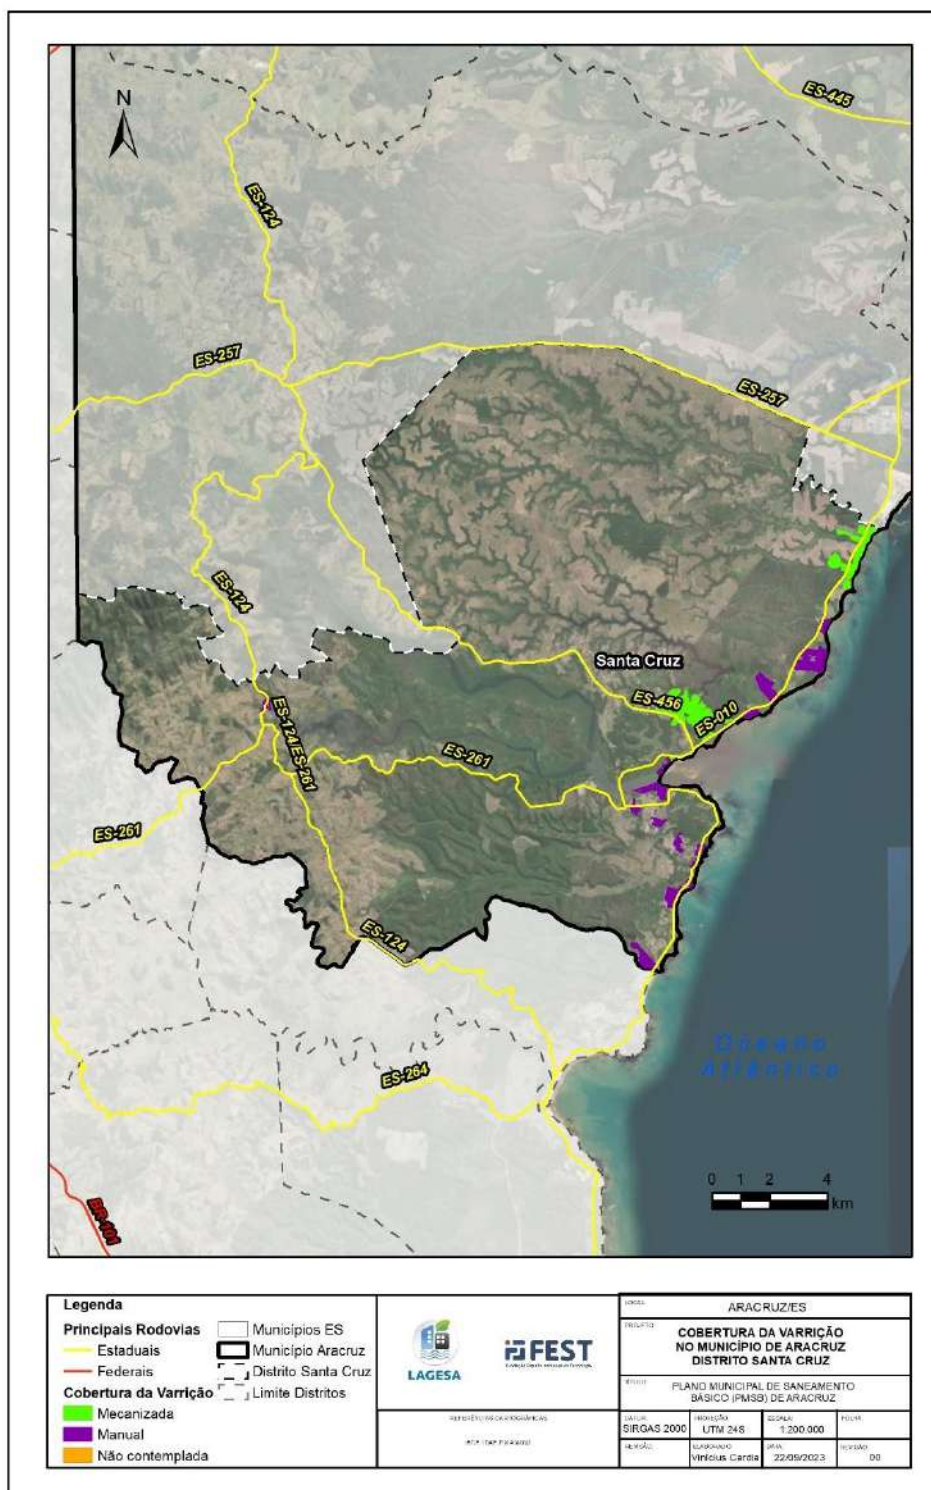 N
ES-445
ES-124
ES-257
ES-257
ES-124
Santa Cruz
ES-456
ES-010
ES-124/ES-261
ES-261
ES-261
ES-124
Oceano
Atlântico
ES-264
BR-101
0 1 2 4
km
Legenda
Principais Rodovias
Estaduais
Federais
Cobertura da Varrição
Mecanizada
Manual
Não contemplada
Municípios ES
Município Aracruz
Distrito Santa Cruz
Limite Distritos
LAGESA
FEST
ARACRUZ/ES
COBERTURA DA VARRIÇÃO
NO MUNICÍPIO DE ARACRUZ
DISTRITO SANTA CRUZ
PLANO MUNICIPAL DE SANEAMENTO
BÁSICO (PMSB) DE ARACRUZ
SIRGAS 2000
UTM 24S
ESCALA:
1:200.000
Vinicius Cardia
22/09/2023
00